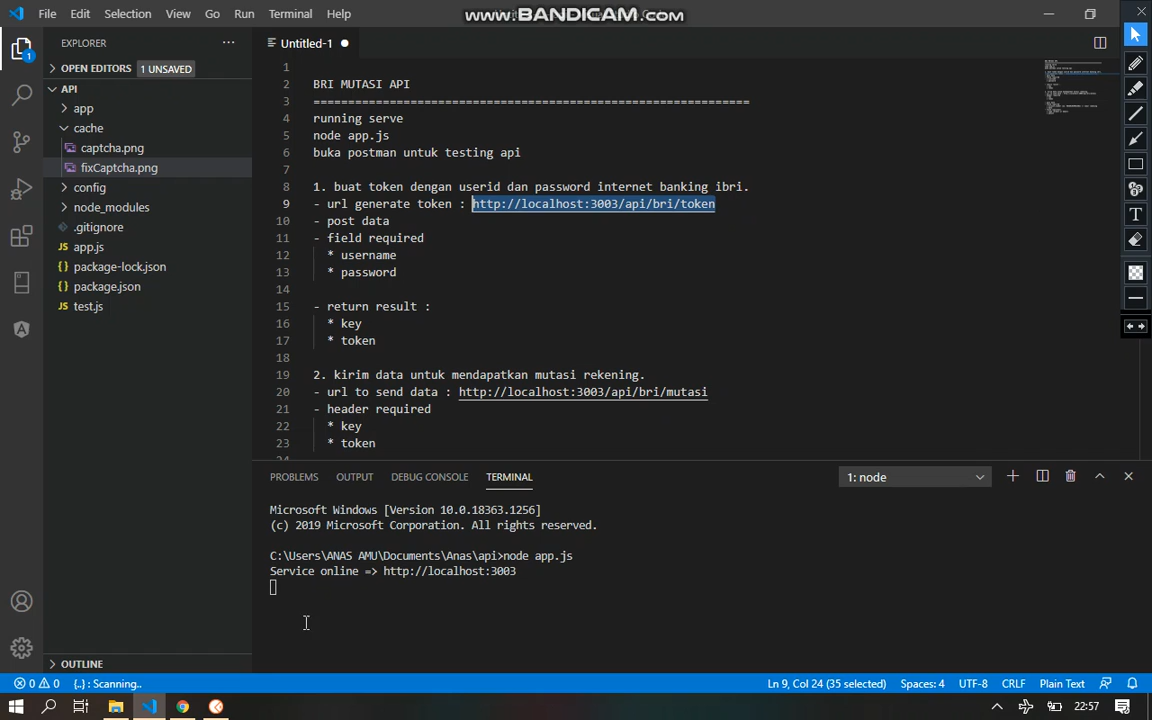 File Edit Selection View Go Run Terminal Help
www.BANDICAM.com
EXPLORER
Untitled-1
OPEN EDITORS 1 UNSAVED
API
app
cache
captcha.png
fixCaptcha.png
config
node_modules
.gitignore
app.js
package-lock.json
package.json
test.js
OUTLINE
1
1
2 BRI MUTASI API
3 ===============================================================
4 running serve
5 node app.js
6 buka postman untuk testing api
7
8 1. buat token dengan userid dan password internet banking ibri.
9 - url generate token : http://localhost:3003/api/bri/token
10 - post data
11 - field required
12 * username
13 * password
14
15 - return result :
16 * key
17 * token
18
19 2. kirim data untuk mendapatkan mutasi rekening.
20 - url to send data : http://localhost:3003/api/bri/mutasi
21 - header required
22 * key
23 * token
PROBLEMS OUTPUT DEBUG CONSOLE TERMINAL 1: node
Microsoft Windows [Version 10.0.18363.1256]
(c) 2019 Microsoft Corporation. All rights reserved.
C:\Users\ANAS AMU\Documents\Anas\api>node app.js
Service online => http://localhost:3003
0 0 {..} : Scanning.. Ln 9, Col 24 (35 selected) Spaces: 4 UTF-8 CRLF Plain Text
22:57